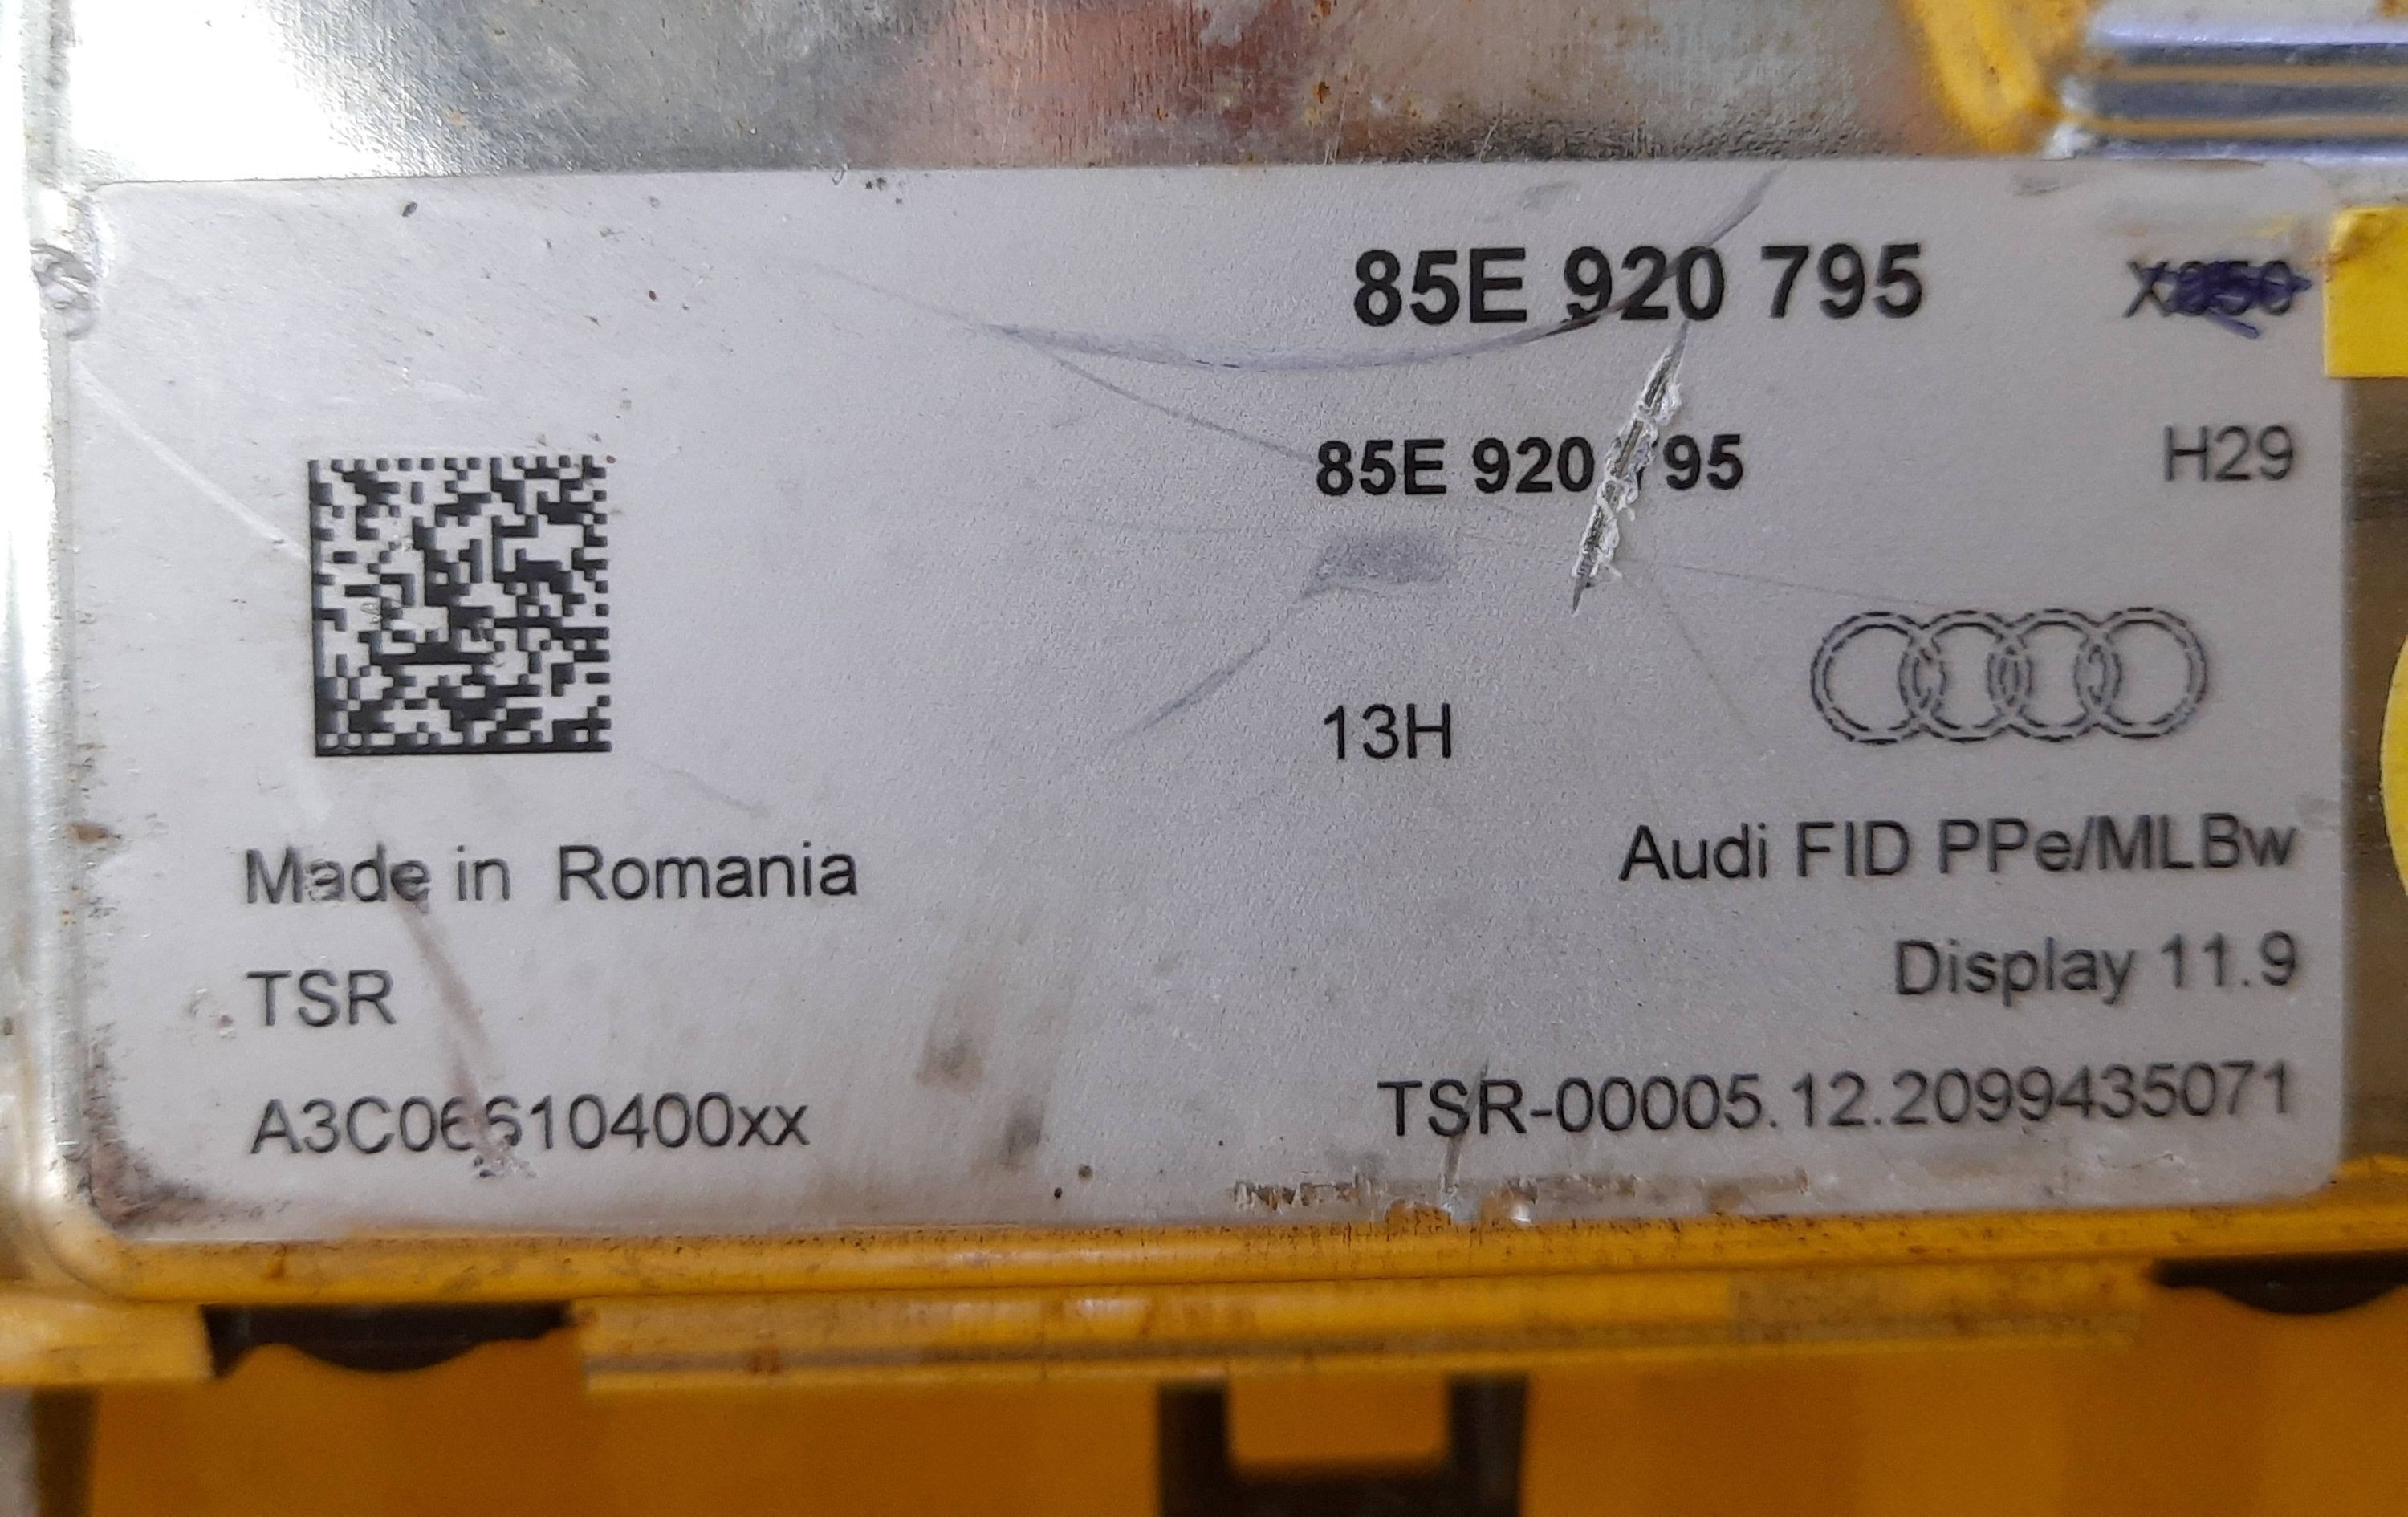 85E 920 795
85E 920 95 H29
13H
Made in Romania
Audi FID PPe/MLBw
TSR
Display 11.9
A3C06610400xx
TSR-00005.12.2099435071